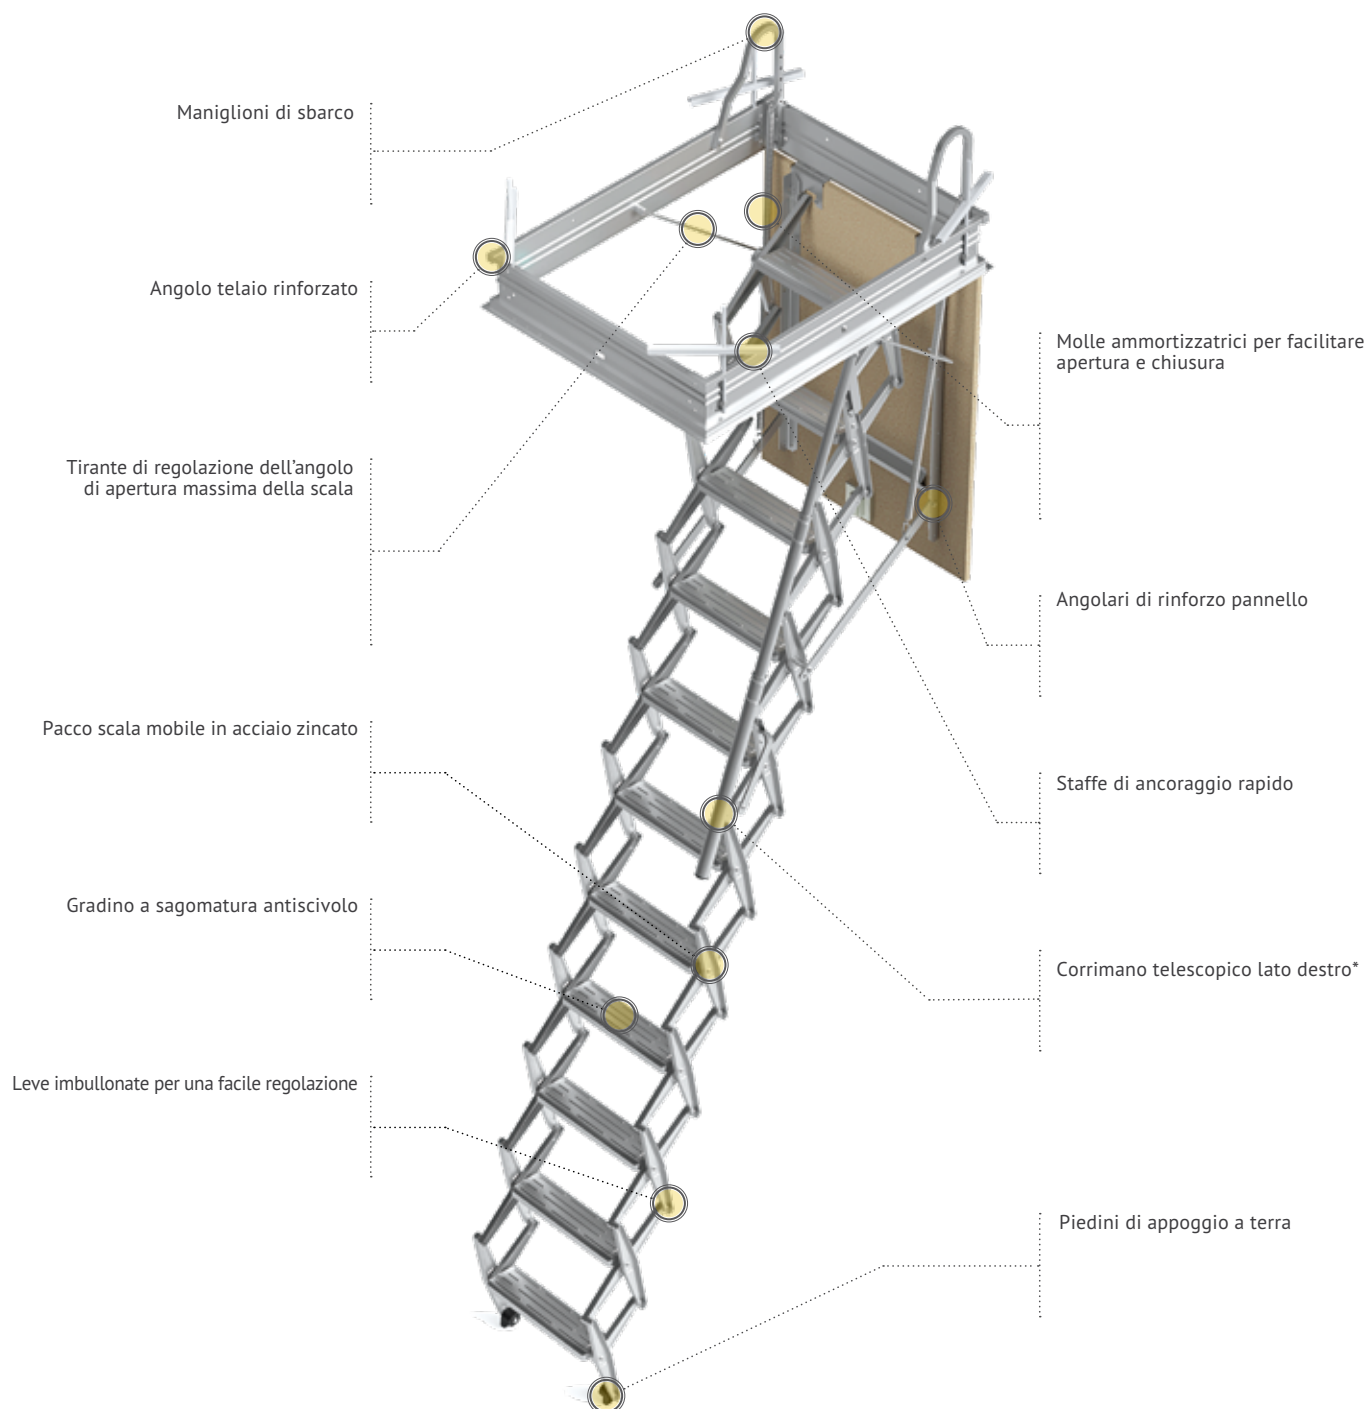 Maniglioni di sbarco
Angolo telaio rinforzato
Tirante di regolazione dell'angolo
di apertura massima della scala
Pacco scala mobile in acciaio zincato
Gradino a sagomatura antiscivolo
Leve imbullonate per una facile regolazione
Molle ammortizzatrici per facilitare
apertura e chiusura
Angolari di rinforzo pannello
Staffe di ancoraggio rapido
Corrimano telescopico lato destro*
Piedini di appoggio a terra